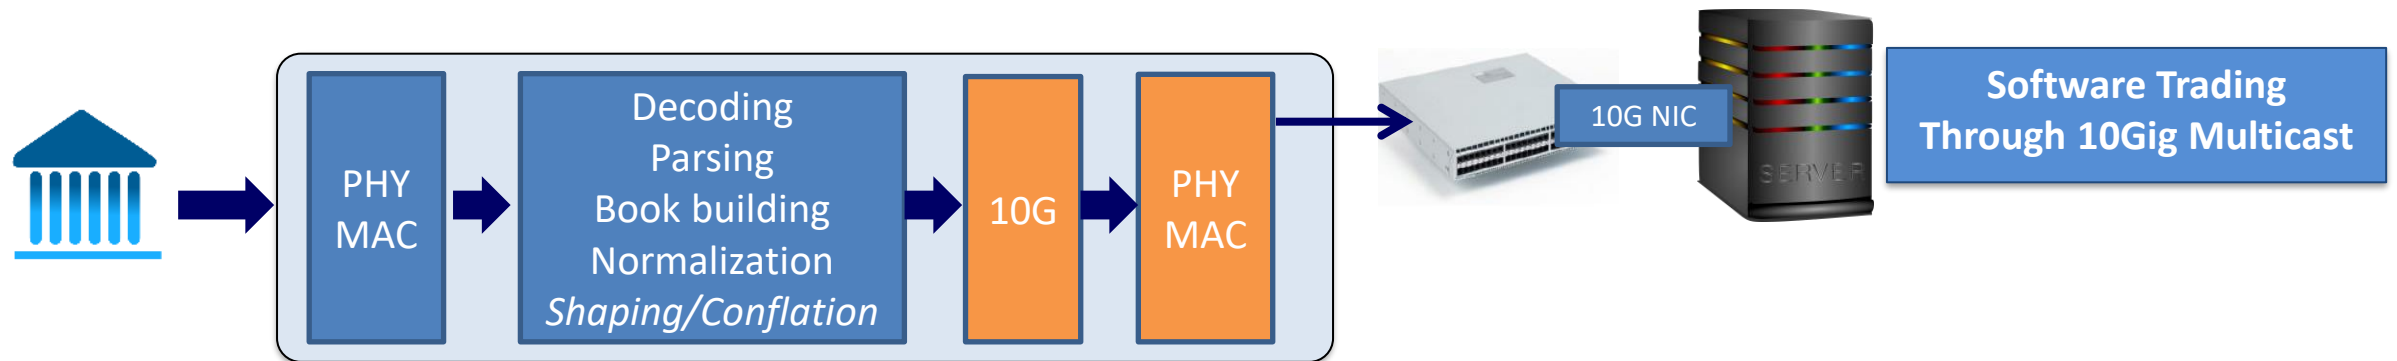 PHY
MAC
Decoding
Parsing
Book building
Normalization
Shaping/Conflation
10G
PHY
MAC
10G NIC
SERVER
Software Trading
Through 10Gig Multicast